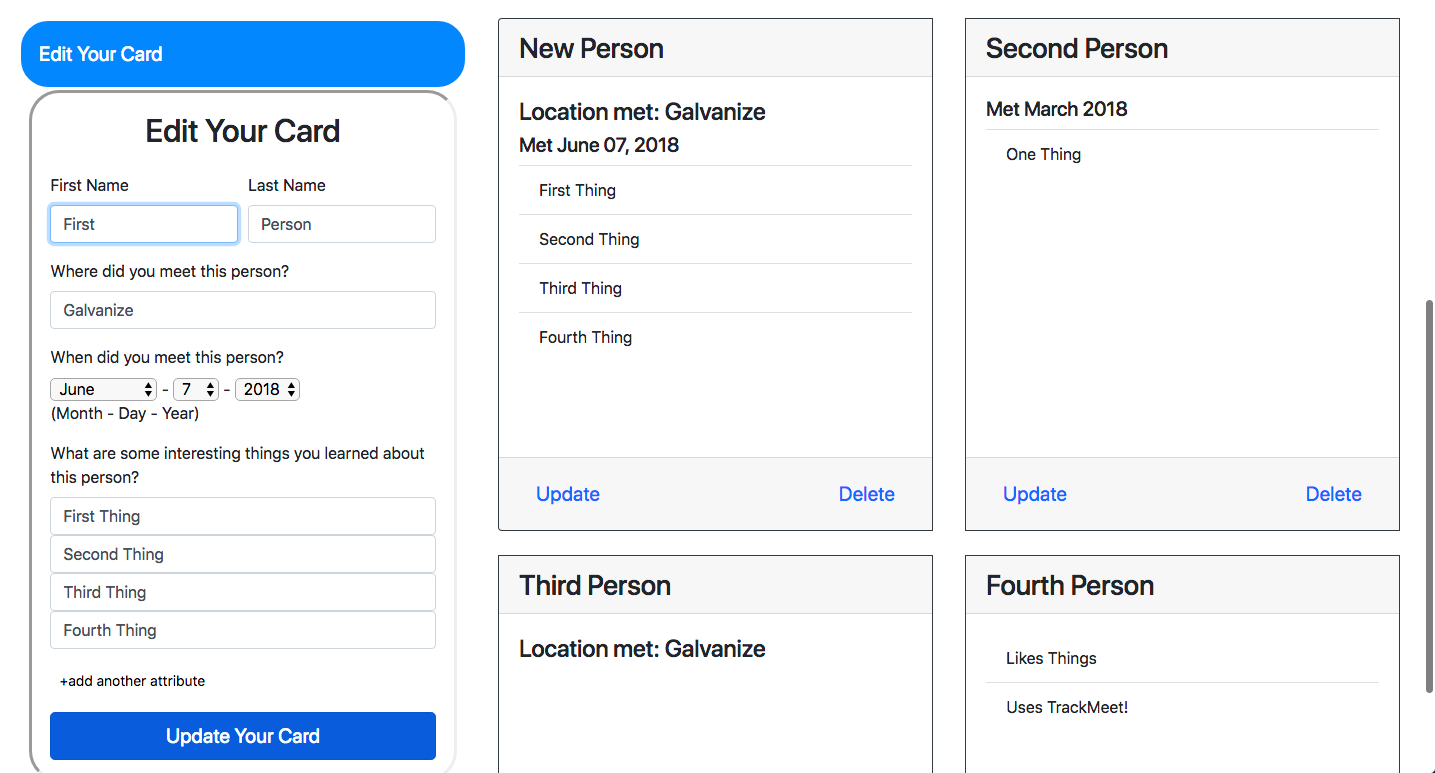 Edit Your Card
Edit Your Card
First Name Last Name
First Person
Where did you meet this person?
Galvanize
When did you meet this person?
June - 7 - 2018
(Month - Day - Year)
What are some interesting things you learned about
this person?
First Thing
Second Thing
Third Thing
Fourth Thing
+add another attribute
Update Your Card
New Person
Location met: Galvanize
Met June 07, 2018
First Thing
Second Thing
Third Thing
Fourth Thing
Update Delete
Second Person
Met March 2018
One Thing
Update Delete
Third Person
Location met: Galvanize
Fourth Person
Likes Things
Uses TrackMeet!